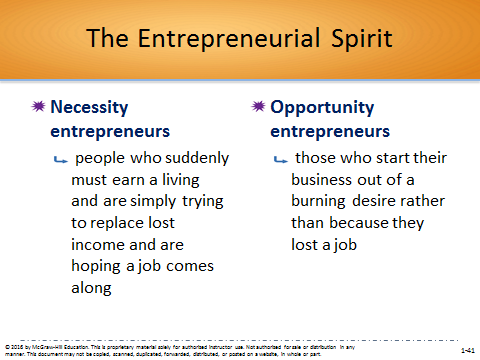 The Entrepreneurial Spirit
Necessity
entrepreneurs
people who suddenly
must earn a living
and are simply trying
to replace lost
income and are
hoping a job comes
along
Opportunity
entrepreneurs
those who start their
business out of a
burning desire rather
than because they
lost a job
© 2016 by McGraw-Hill Education. This is proprietary material solely for authorized instructor use. Not authorized for sale or distribution in any
manner. This document may not be copied, scanned, duplicated, forwarded, distributed, or posted on a website, in whole or part.
1-41